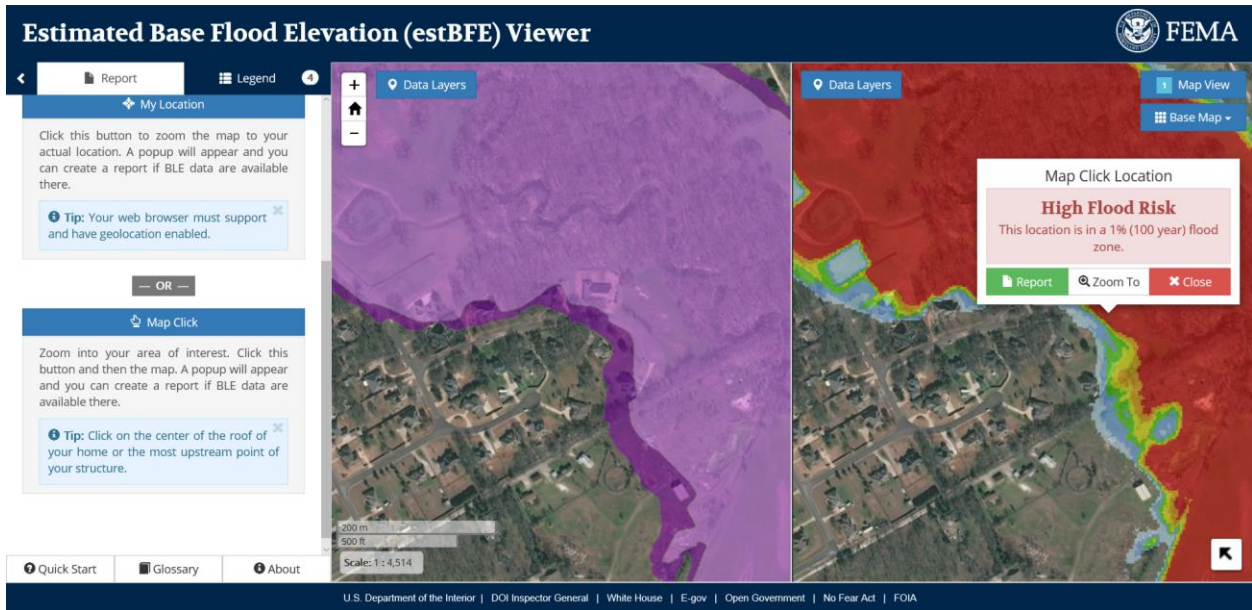 Estimated Base Flood Elevation (estBFE) Viewer
FEMA
Report
Legend
4
My Location
Click this button to zoom the map to your
actual location. A popup will appear and you
can create a report if BLE data are available
there.
Tip: Your web browser must support
and have geolocation enabled.
— OR —
Map Click
Zoom into your area of interest. Click this
button and then the map. A popup will appear
and you can create a report if BLE data are
available there.
Tip: Click on the center of the roof of
your home or the most upstream point of
your structure.
Quick Start
Glossary
About
+
−
Data Layers
200 m
500 ft
Scale: 1 : 4,514
Data Layers
1 Map View
Base Map
Map Click Location
High Flood Risk
This location is in a 1% (100 year) flood
zone.
Report
Zoom To
Close
U.S. Department of the Interior | DOI Inspector General | White House | E-gov | Open Government | No Fear Act | FOIA